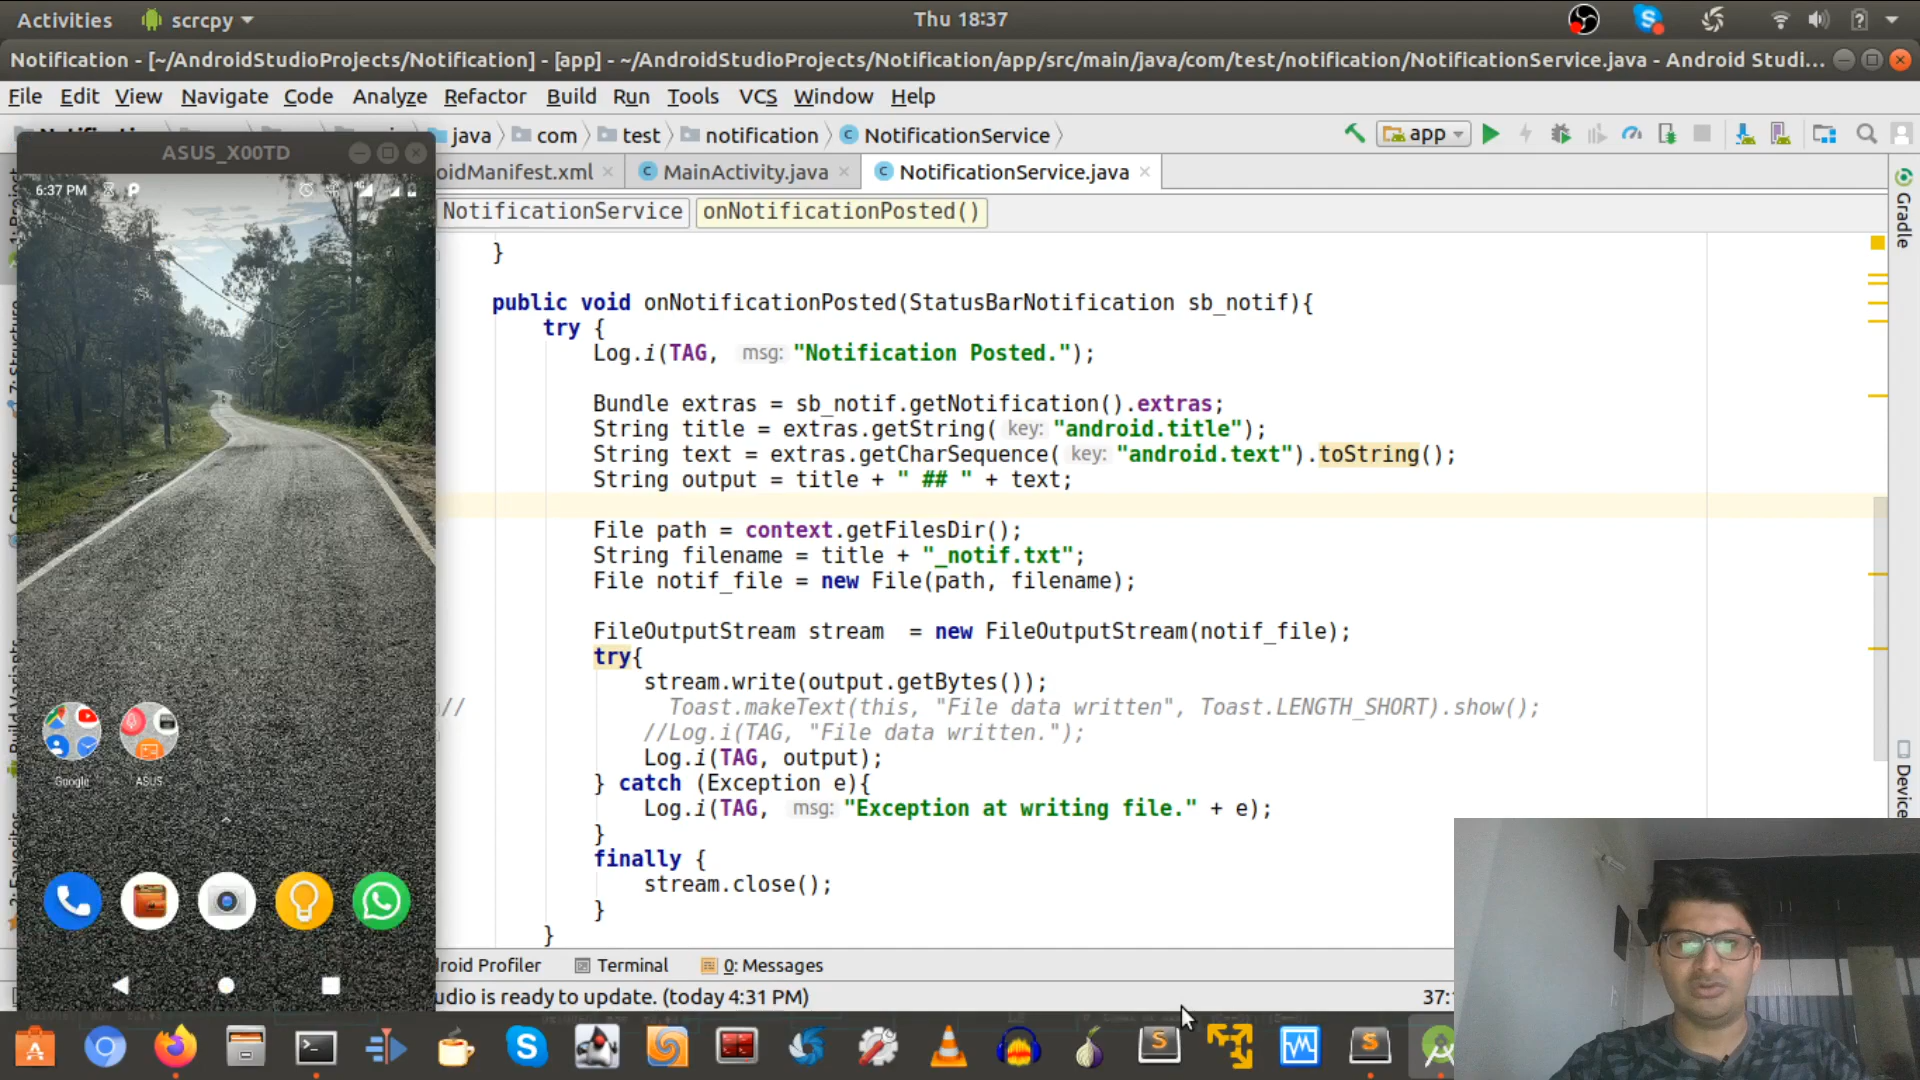 Activities scrcpy Thu 18:37
Notification - [~/AndroidStudioProjects/Notification] - [app] - ~/AndroidStudioProjects/Notification/app/src/main/java/com/test/notification/NotificationService.java - Android Studi...
File Edit View Navigate Code Analyze Refactor Build Run Tools VCS Window Help
java com test notification NotificationService app
ASUS_X00TD
oidManifest.xml MainActivity.java NotificationService.java
6:37 PM
NotificationService onNotificationPosted()
Gradle
}
public void onNotificationPosted(StatusBarNotification sb_notif){
try {
Log.i(TAG, msg: "Notification Posted.");
Bundle extras = sb_notif.getNotification().extras;
String title = extras.getString( key: "android.title");
String text = extras.getCharSequence( key: "android.text").toString();
String output = title + " ## " + text;
File path = context.getFilesDir();
String filename = title + "_notif.txt";
File notif_file = new File(path, filename);
FileOutputStream stream  = new FileOutputStream(notif_file);
try{
stream.write(output.getBytes());
// Toast.makeText(this, "File data written", Toast.LENGTH_SHORT).show();
//Log.i(TAG, "File data written.");
Log.i(TAG, output);
} catch (Exception e){
Log.i(TAG, msg: "Exception at writing file." + e);
}
finally {
stream.close();
}
}
Google ASUS
Device
roid Profiler Terminal 0: Messages
udio is ready to update. (today 4:31 PM) 37: